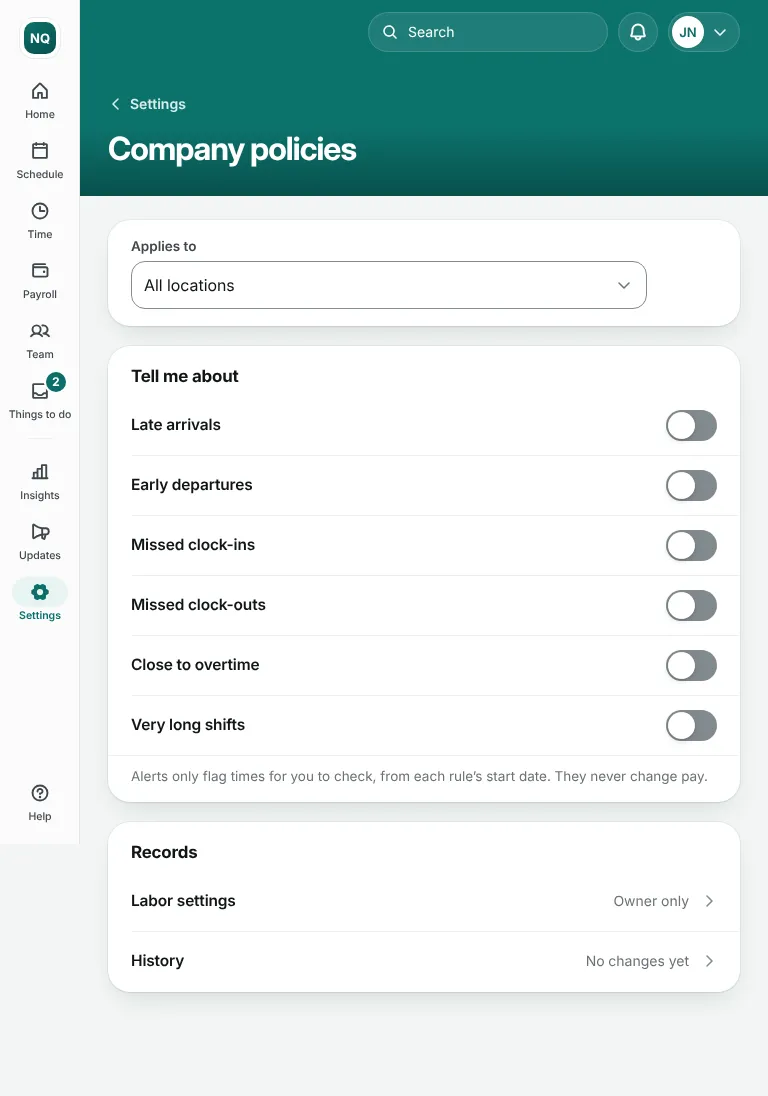 NQ
Search
JN
Home
Schedule
Time
Payroll
Team
2
Things to do
Insights
Updates
Settings
Help
Settings
Company policies
Applies to
All locations
Tell me about
Late arrivals
Early departures
Missed clock-ins
Missed clock-outs
Close to overtime
Very long shifts
Alerts only flag times for you to check, from each rule’s start date. They never change pay.
Records
Labor settings
Owner only
History
No changes yet